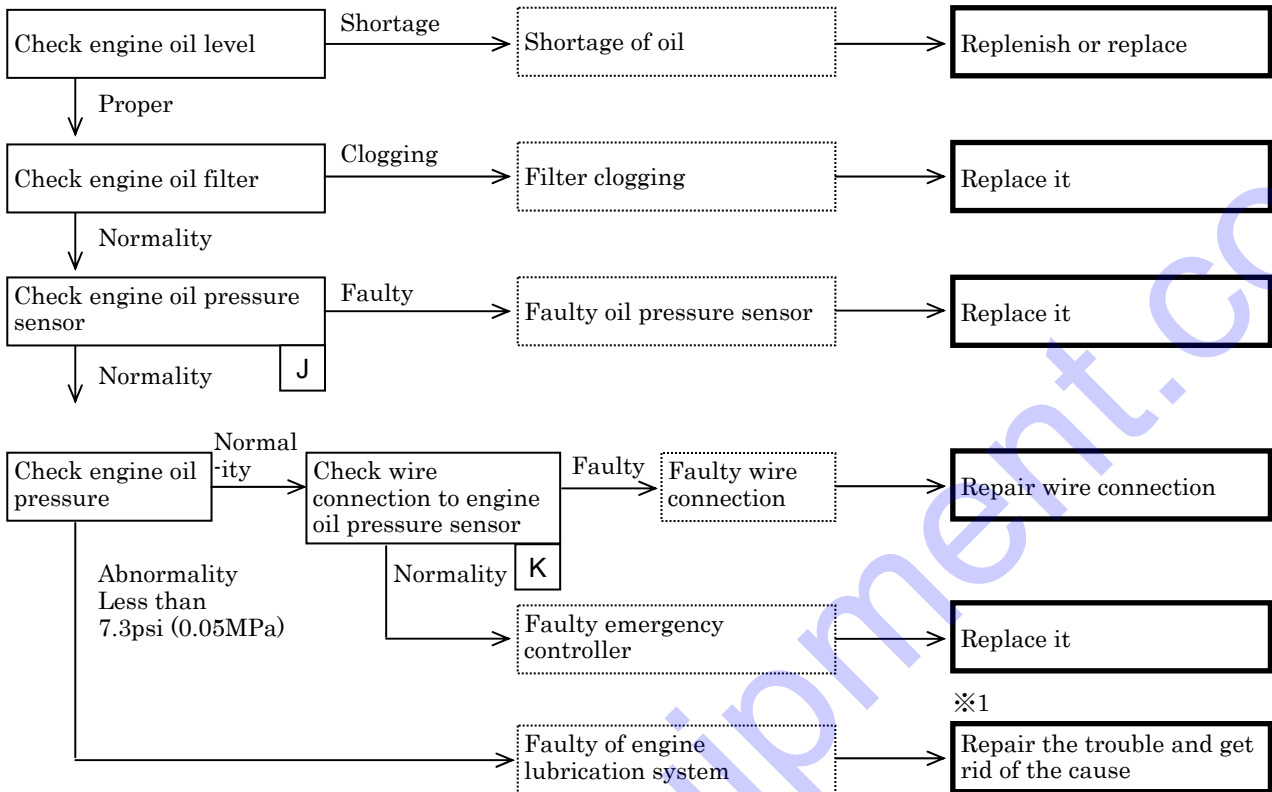 Check engine oil level
Shortage
Shortage of oil
Replenish or replace
Proper
Check engine oil filter
Clogging
Filter clogging
Replace it
Normality
Check engine oil pressure
sensor
J
Faulty
Faulty oil pressure sensor
Replace it
Normality
Check engine oil
pressure
Normal
-ity
Check wire
connection to engine
oil pressure sensor
K
Faulty
Faulty wire
connection
Repair wire connection
Normality
Faulty emergency
controller
Replace it
Abnormality
Less than
7.3psi (0.05MPa)
Faulty of engine
lubrication system
※1
Repair the trouble and get
rid of the cause
ipment.co